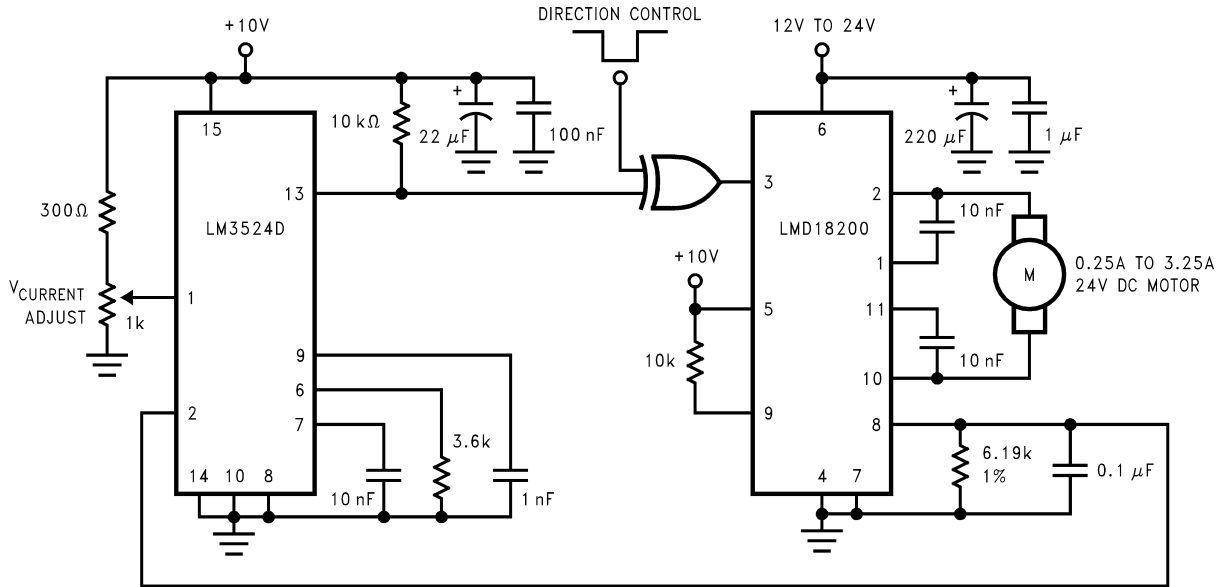 DIRECTION CONTROL
+10V
12V TO 24V
15
10kΩ
+
22 μF
100 nF
6
+
220 μF
1 μF
13
3
2
10 nF
300Ω
LM3524D
LMD18200
1
M
0.25A TO 3.25A
24V DC MOTOR
+10V
VCURRENT
ADJUST
1
1k
5
11
9
10k
10 nF
6
10
2
9
7
8
3.6k
6.19k
1%
0.1 μF
14
10
8
10 nF
1 nF
4
7